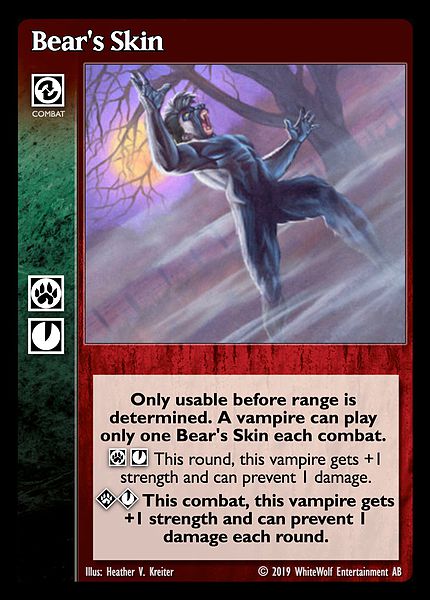 Bear's Skin
COMBAT
Only usable before range is
determined. A vampire can play
only one Bear's Skin each combat.
This round, this vampire gets +1
strength and can prevent 1 damage.
This combat, this vampire gets
+1 strength and can prevent 1
damage each round.
Illus: Heather V. Kreiter © 2019 WhiteWolf Entertainment AB